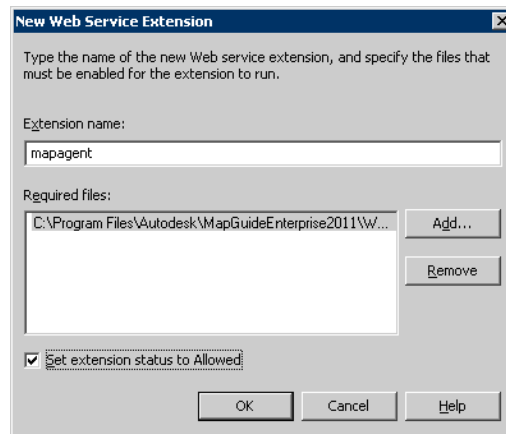 New Web Service Extension
Type the name of the new Web service extension, and specify the files that
must be enabled for the extension to run.
Extension name:
mapagent
Required files:
C:\Program Files\Autodesk\MapGuideEnterprise2011\W...
Add...
Remove
Set extension status to Allowed
OK
Cancel
Help